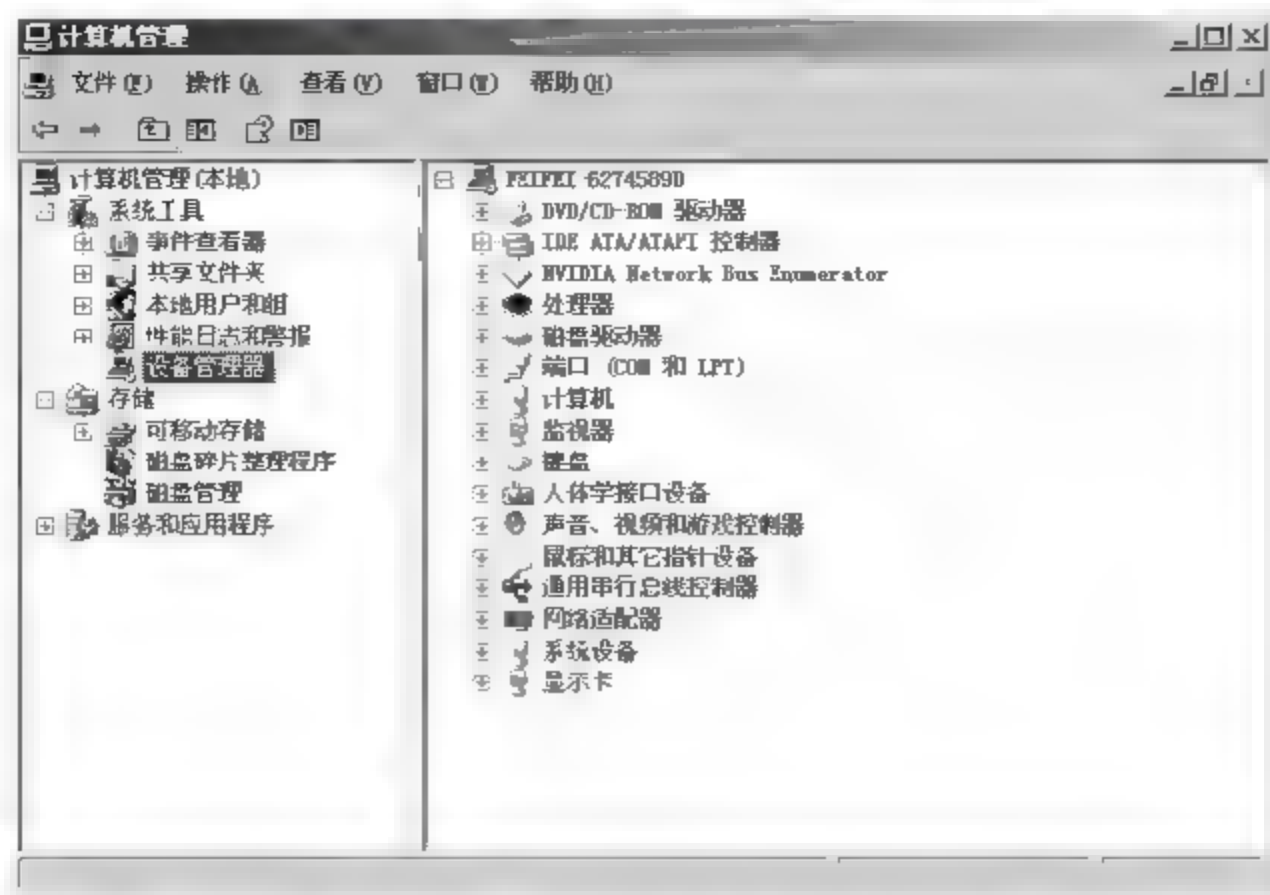 计算机管理
文件(F) 操作(A 查看(V) 窗口(W) 帮助(H)
计算机管理(本地)
系统工具
事件查看器
共享文件夹
本地用户和组
性能日志和警报
设备管理器
存储
可移动存储
磁盘碎片整理程序
磁盘管理
服务和应用程序
FEIFEI-6274589D
DVD/CD-ROM 驱动器
IDE ATA/ATAPI 控制器
NVIDIA Network Bus Enumerator
处理器
磁盘驱动器
端口 (COM 和 LPT)
计算机
监视器
键盘
人体学接口设备
声音、视频和游戏控制器
鼠标和其它指针设备
通用串行总线控制器
网络适配器
系统设备
显示卡